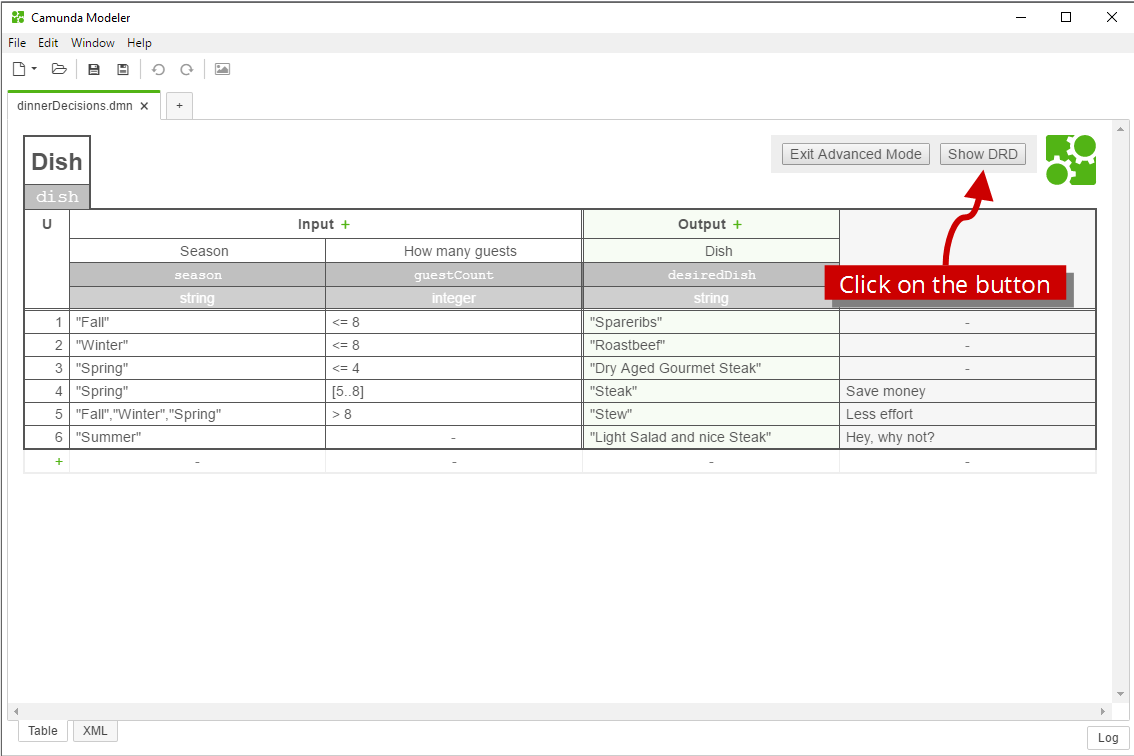 Camunda Modeler
File Edit Window Help
dinnerDecisions.dmn × +
Dish
dish
Exit Advanced Mode Show DRD
U Input + Output +
Season How many guests Dish
season guestCount desiredDish
string integer string
Click on the button
1 "Fall" <= 8 "Spareribs" -
2 "Winter" <= 8 "Roastbeef" -
3 "Spring" <= 4 "Dry Aged Gourmet Steak" -
4 "Spring" [5..8] "Steak" Save money
5 "Fall","Winter","Spring" > 8 "Stew" Less effort
6 "Summer" - "Light Salad and nice Steak" Hey, why not?
+ - - - -
Table XML
Log